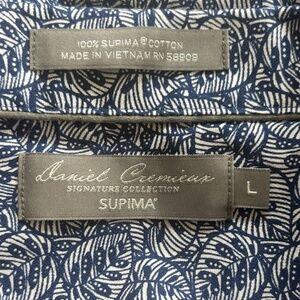 100% SUPIMA® COTTON
MADE IN VIETNAM RN 58909
Daniel Cremieux
SIGNATURE COLLECTION
SUPIMA®
L